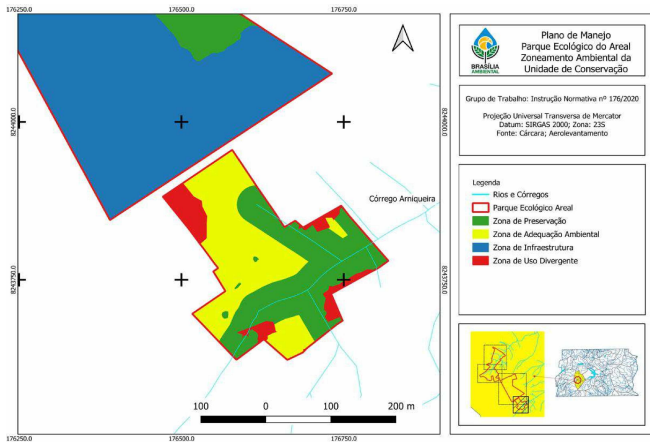 176250.0
176500.0
176750.0
8244000.0
8244000.0
8243750.0
8243750.0
Córrego Arniqueira
100 0 100 200 m
176250.0
176500.0
176750.0
BRASÍLIA
AMBIENTAL
Plano de Manejo
Parque Ecológico do Areal
Zoneamento Ambiental da
Unidade de Conservação
Grupo de Trabalho: Instrução Normativa nº 176/2020
Projeção Universal Transversa de Mercator
Datum: SIRGAS 2000; Zona: 23S
Fonte: Cárcara; Aerolevantamento
Legenda
Rios e Córregos
Parque Ecológico Areal
Zona de Preservação
Zona de Adequação Ambiental
Zona de Infraestrutura
Zona de Uso Divergente